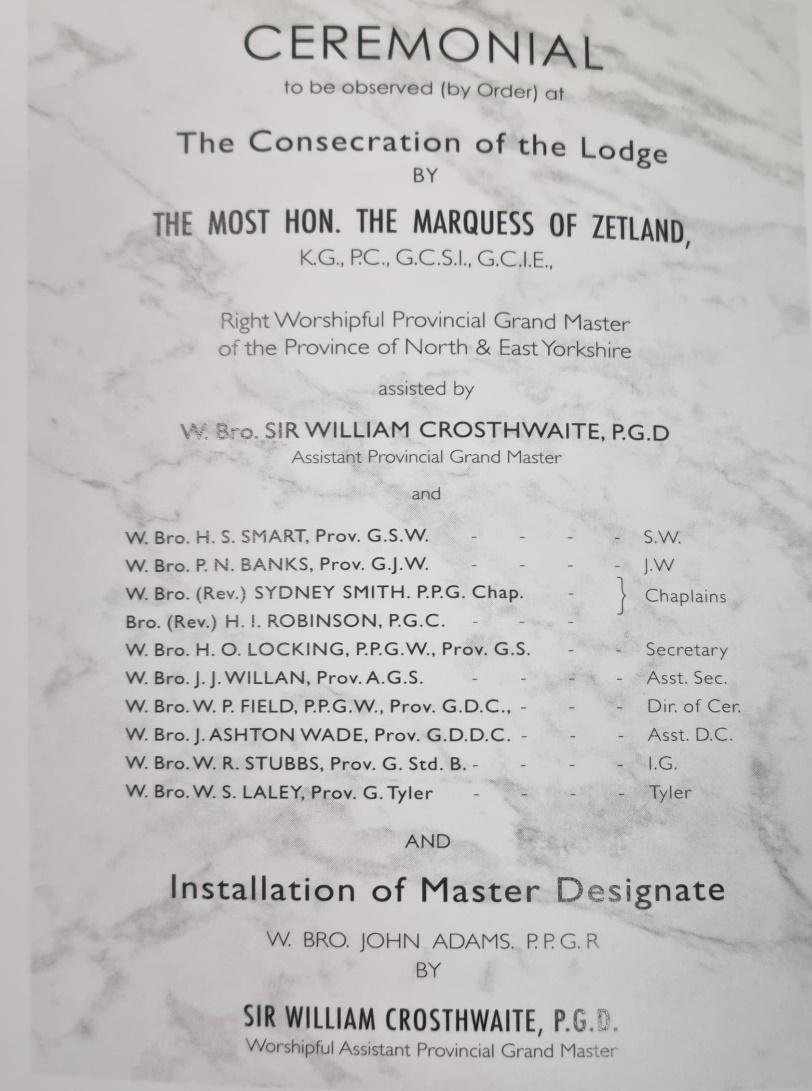 CEREMONIAL
to be observed (by Order) at
The Consecration of the Lodge
BY
THE MOST HON. THE MARQUESS OF ZETLAND,
K.G., P.C., G.C.S.I., G.C.I.E.,
Right Worshipful Provincial Grand Master
of the Province of North & East Yorkshire
assisted by
W. Bro. SIR WILLIAM CROSTHWAITE, P.G.D
Assistant Provincial Grand Master
and
W. Bro. H. S. SMART, Prov. G.S.W. - - - - S.W.
W. Bro. P. N. BANKS, Prov. G.J.W. - - - - J.W
W. Bro. (Rev.) SYDNEY SMITH. P.P.G. Chap. - } Chaplains
Bro. (Rev.) H. I. ROBINSON, P.G.C. - - -
W. Bro. H. O. LOCKING, P.P.G.W., Prov. G.S. - - Secretary
W. Bro. J. J. WILLAN, Prov. A.G.S. - - - - Asst. Sec.
W. Bro. W. P. FIELD, P.P.G.W., Prov. G.D.C., - - - Dir. of Cer.
W. Bro. J. ASHTON WADE, Prov. G.D.D.C. - - - Asst. D.C.
W. Bro. W. R. STUBBS, Prov. G. Std. B. - - - - I.G.
W. Bro. W. S. LALEY, Prov. G. Tyler - - - - Tyler
AND
Installation of Master Designate
W. BRO. JOHN ADAMS. P.P.G.R
BY
SIR WILLIAM CROSTHWAITE, P.G.D.
Worshipful Assistant Provincial Grand Master